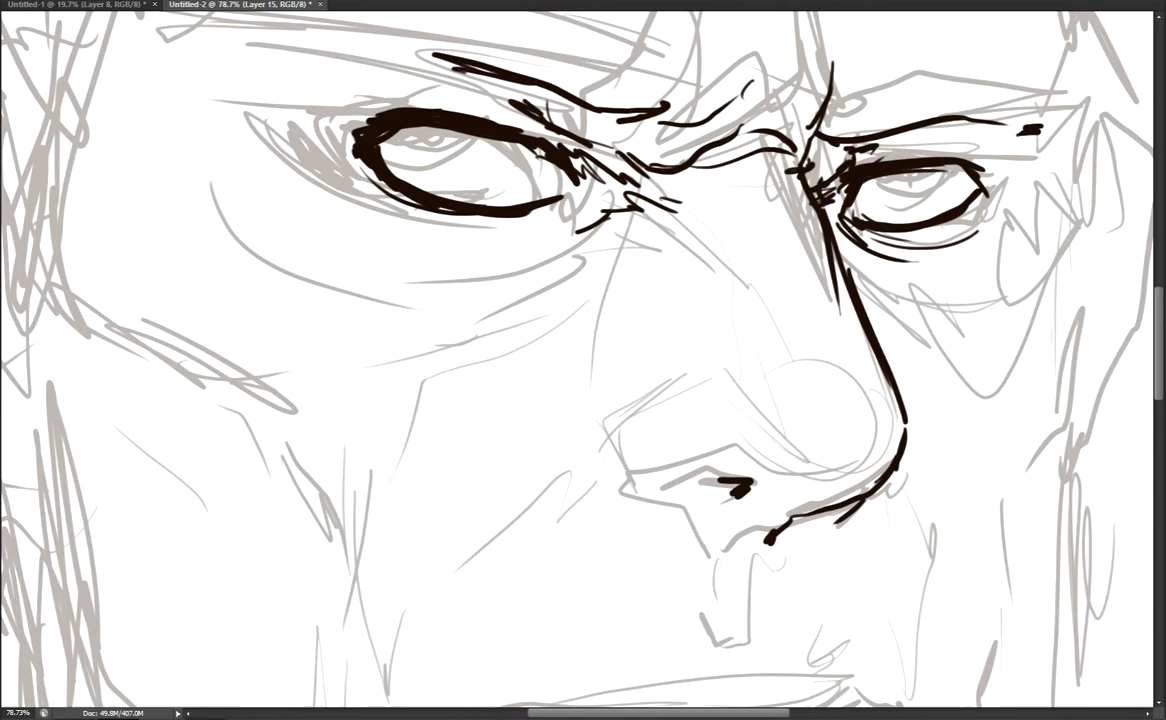 Untitled-1 @ 19.7% (Layer 8, RGB/8) * × Untitled-2 @ 78.7% (Layer 15, RGB/8) * ×
78.73% Doc: 49.8M/407.0M